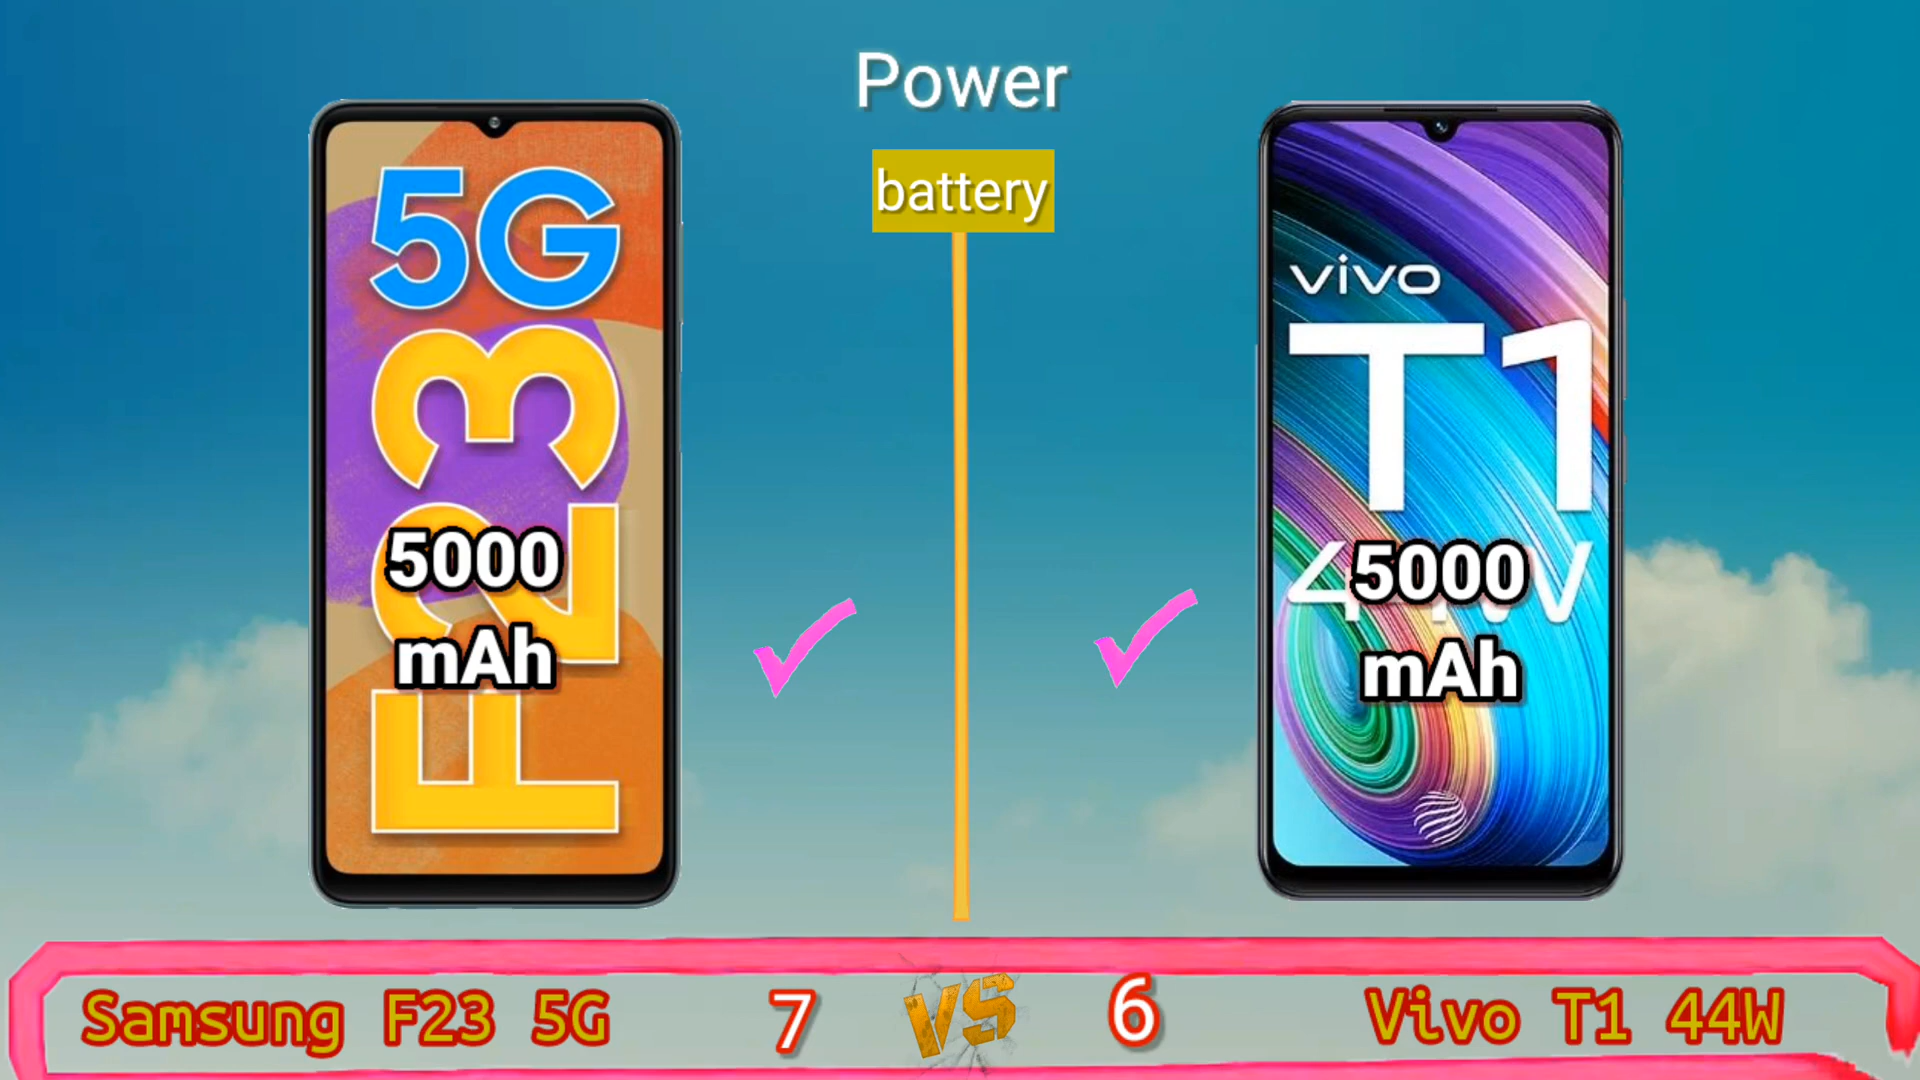 Power
battery
5G
F23
5000
mAh
vivo
T1
5000
mAh
Samsung F23 5G
7
VS
6
Vivo T1 44W